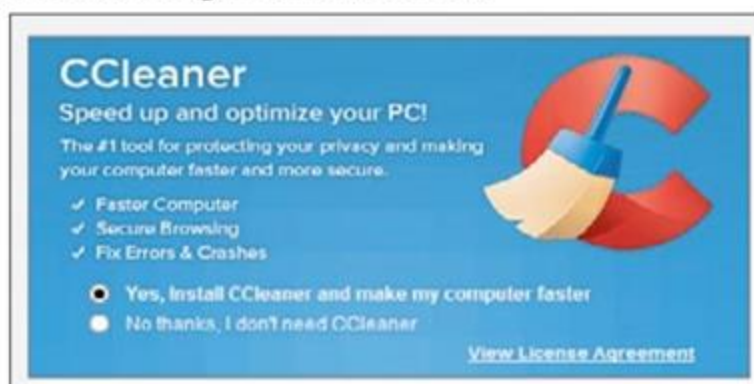 CCleaner
Speed up and optimize your PC!
The #1 tool for protecting your privacy and making
your computer faster and more secure.
✓ Faster Computer
✓ Secure Browsing
✓ Fix Errors & Crashes
Yes, Install CCleaner and make my computer faster
No thanks, I don't need CCleaner
View License Agreement